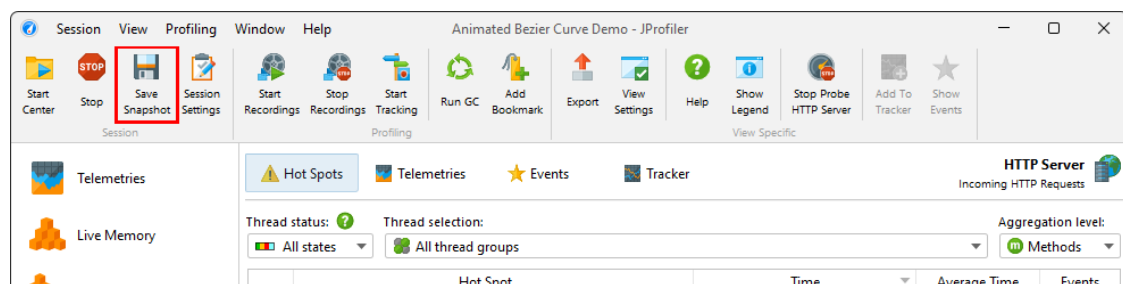 Session View Profiling Window Help Animated Bezier Curve Demo - JProfiler
STOP
STOP
Start Center
Stop
Save Snapshot
Session Settings
Start Recordings
Stop Recordings
Start Tracking
Run GC
Add Bookmark
Export
View Settings
Help
Show Legend
Stop Probe HTTP Server
Add To Tracker
Show Events
Session Profiling View Specific
Telemetries
Live Memory
Hot Spots Telemetries Events Tracker
HTTP Server
Incoming HTTP Requests
Thread status: Thread selection: Aggregation level:
All states All thread groups m Methods
Hot Spot Time Average Time Events